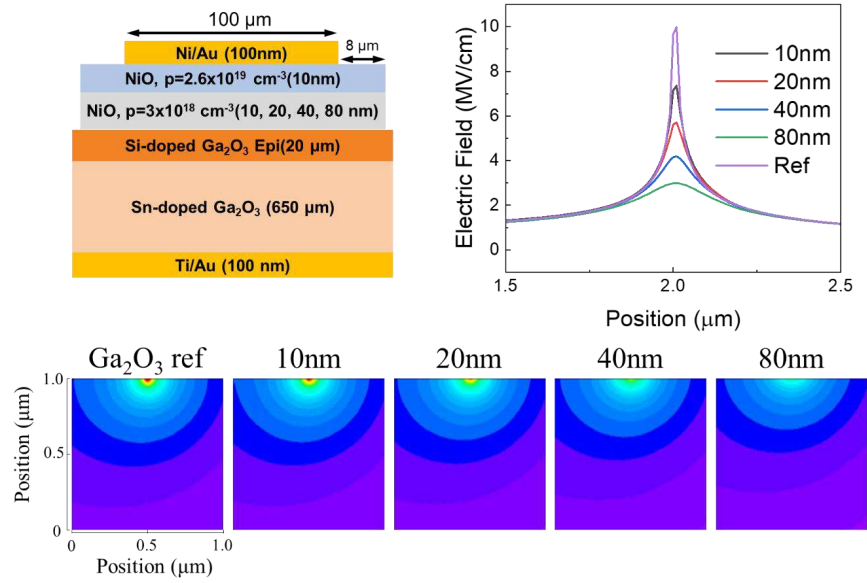 100 µm
Ni/Au (100nm)
8 µm
NiO, p=2.6x10¹⁹ cm⁻³(10nm)
NiO, p=3x10¹⁸ cm⁻³(10, 20, 40, 80 nm)
Si-doped Ga₂O₃ Epi(20 µm)
Sn-doped Ga₂O₃ (650 µm)
Ti/Au (100 nm)
Electric Field (MV/cm)
10
8
6
4
2
0
10nm
20nm
40nm
80nm
Ref
1.5
2.0
2.5
Position (µm)
Ga₂O₃ ref
10nm
20nm
40nm
80nm
Position (µm)
1.0
0.5
0
0
0.5
1.0
Position (µm)